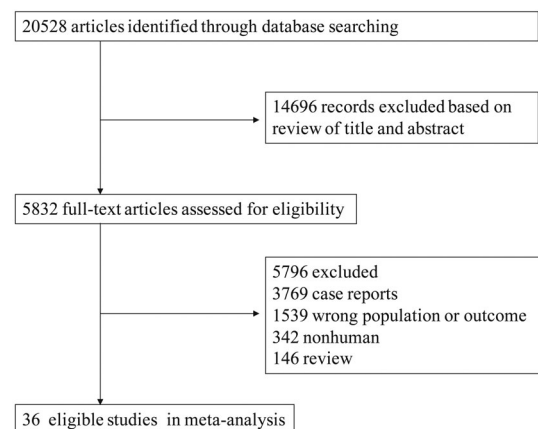 20528 articles identified through database searching
14696 records excluded based on
review of title and abstract
5832 full-text articles assessed for eligibility
5796 excluded
3769 case reports
1539 wrong population or outcome
342 nonhuman
146 review
36 eligible studies in meta-analysis